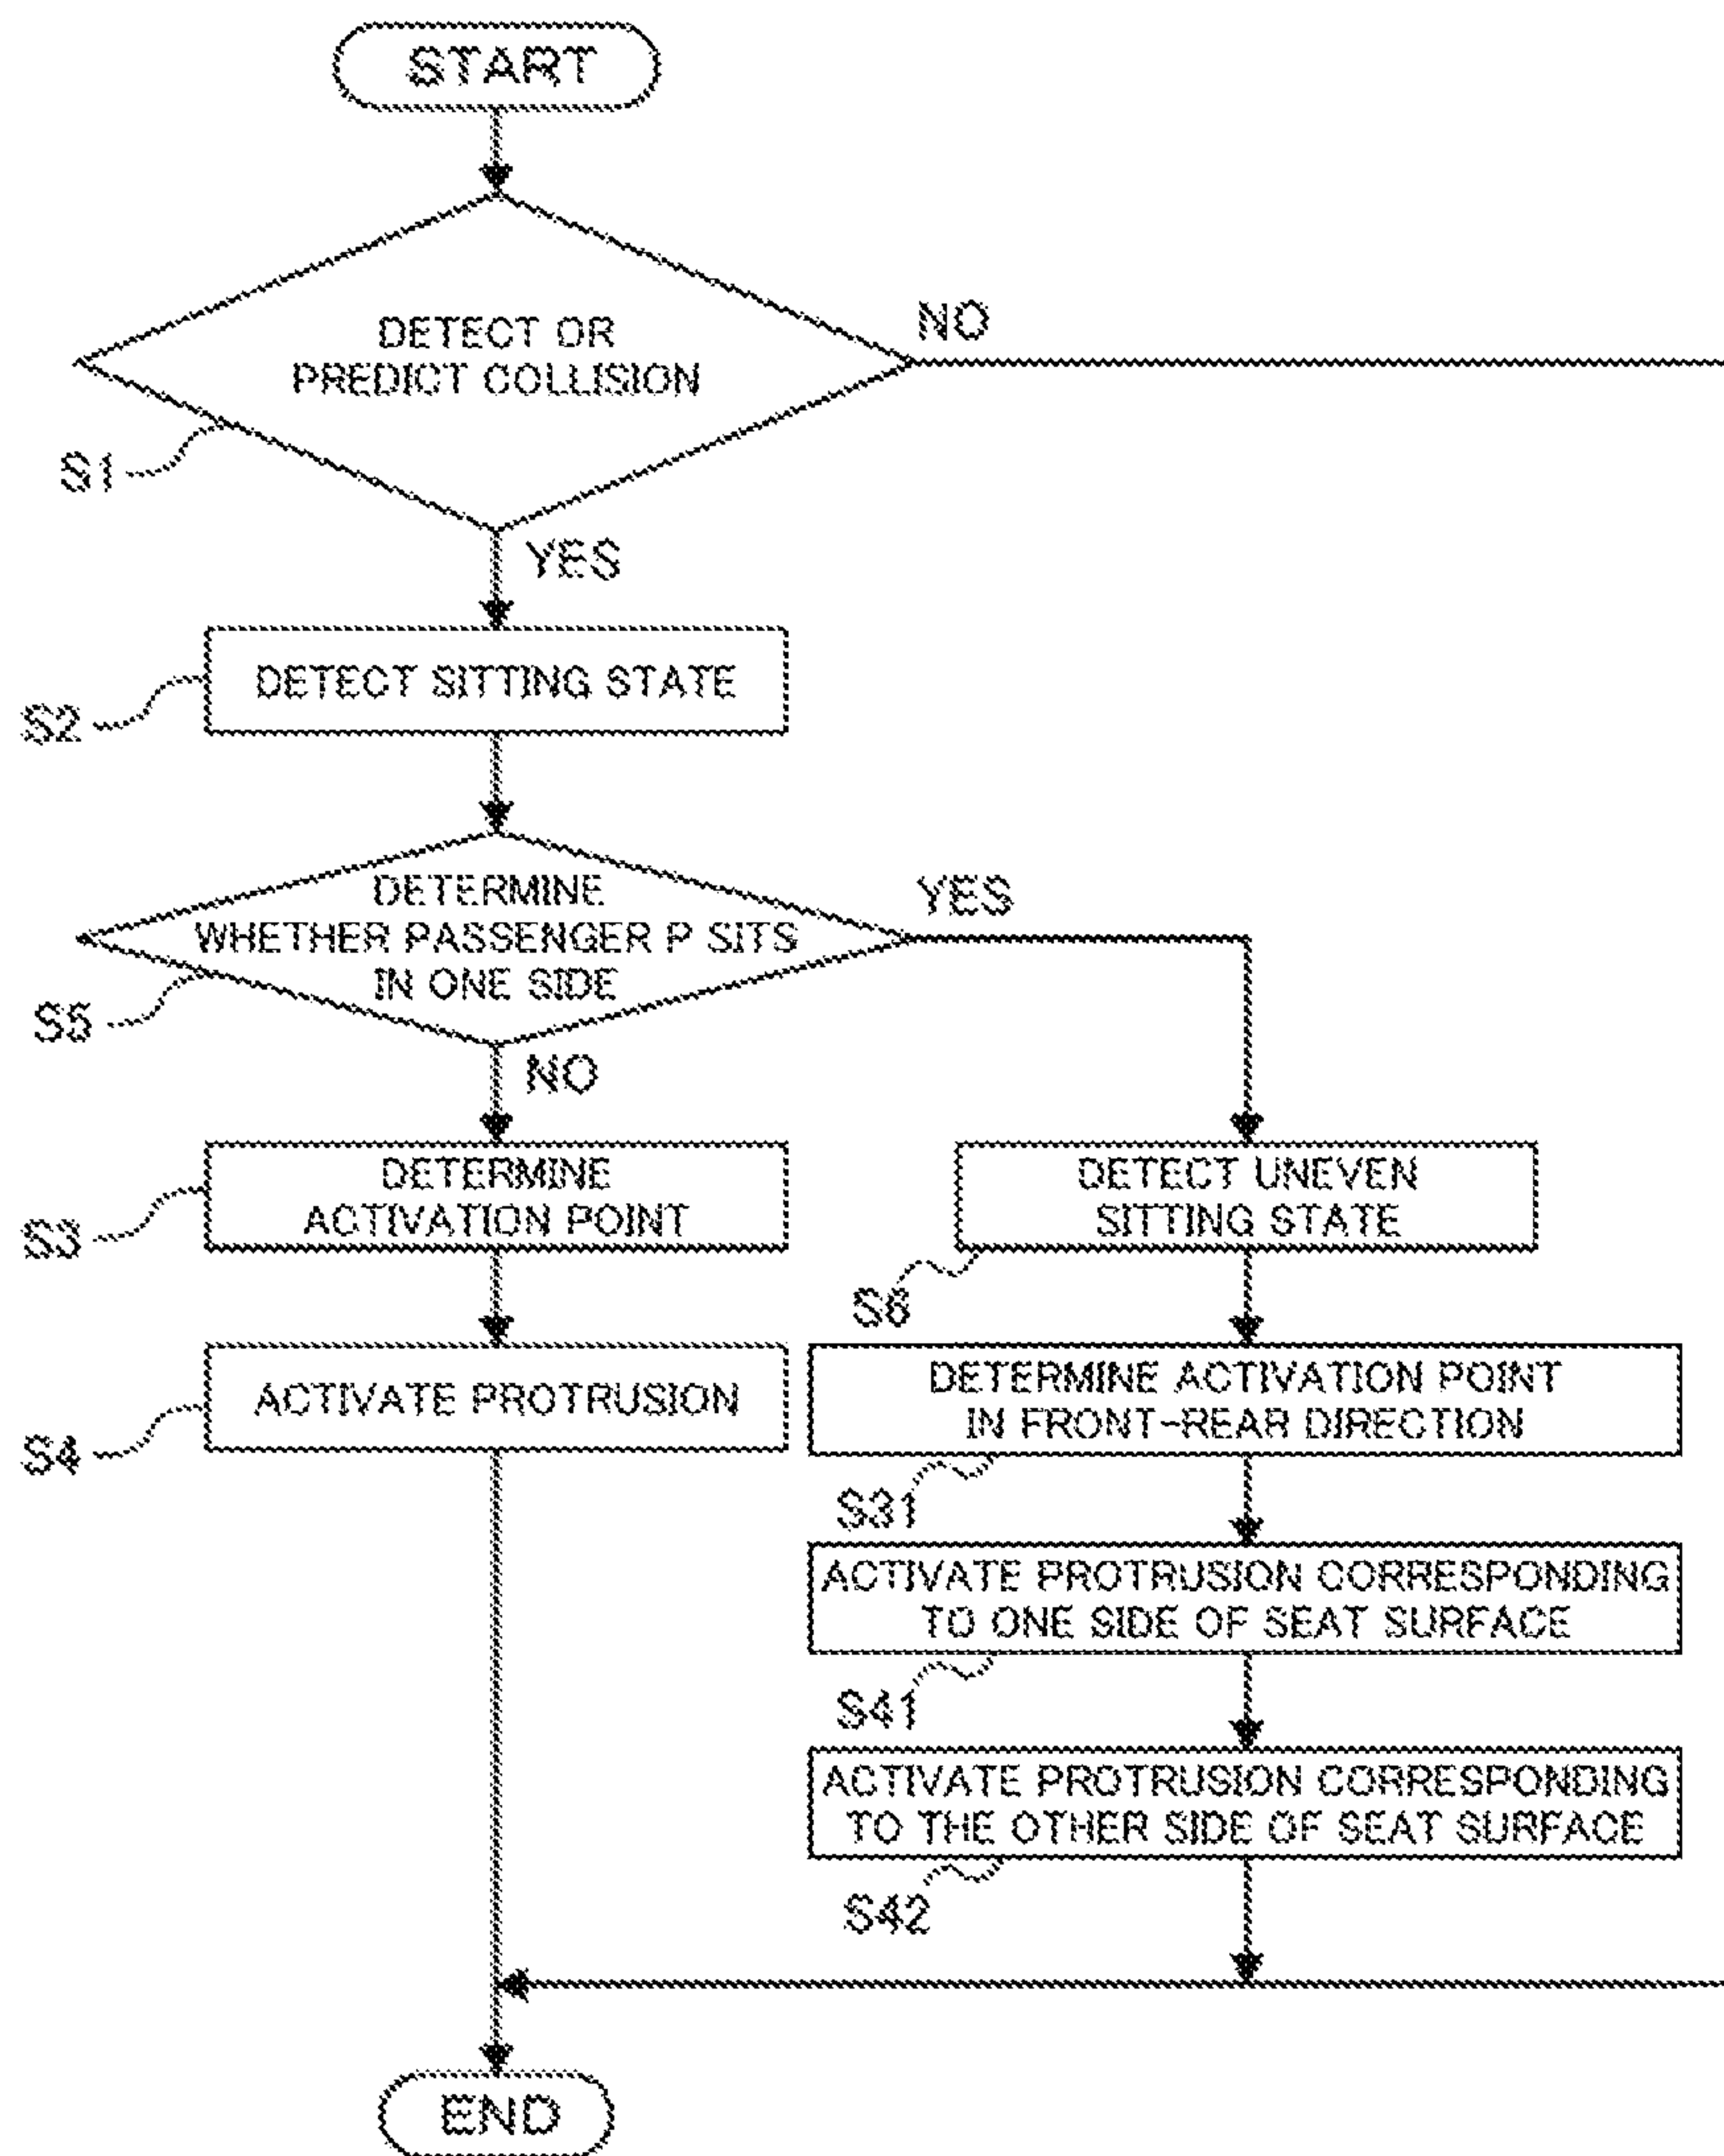 START
DETECT OR
PREDICT COLLISION
NO
S1
YES
DETECT SITTING STATE
S2
DETERMINE
WHETHER PASSENGER P SITS
IN ONE SIDE
YES
S5
NO
DETERMINE
ACTIVATION POINT
S3
DETECT UNEVEN
SITTING STATE
S6
ACTIVATE PROTRUSION
S4
DETERMINE ACTIVATION POINT
IN FRONT-REAR DIRECTION
S31
ACTIVATE PROTRUSION CORRESPONDING
TO ONE SIDE OF SEAT SURFACE
S41
ACTIVATE PROTRUSION CORRESPONDING
TO THE OTHER SIDE OF SEAT SURFACE
S42
END